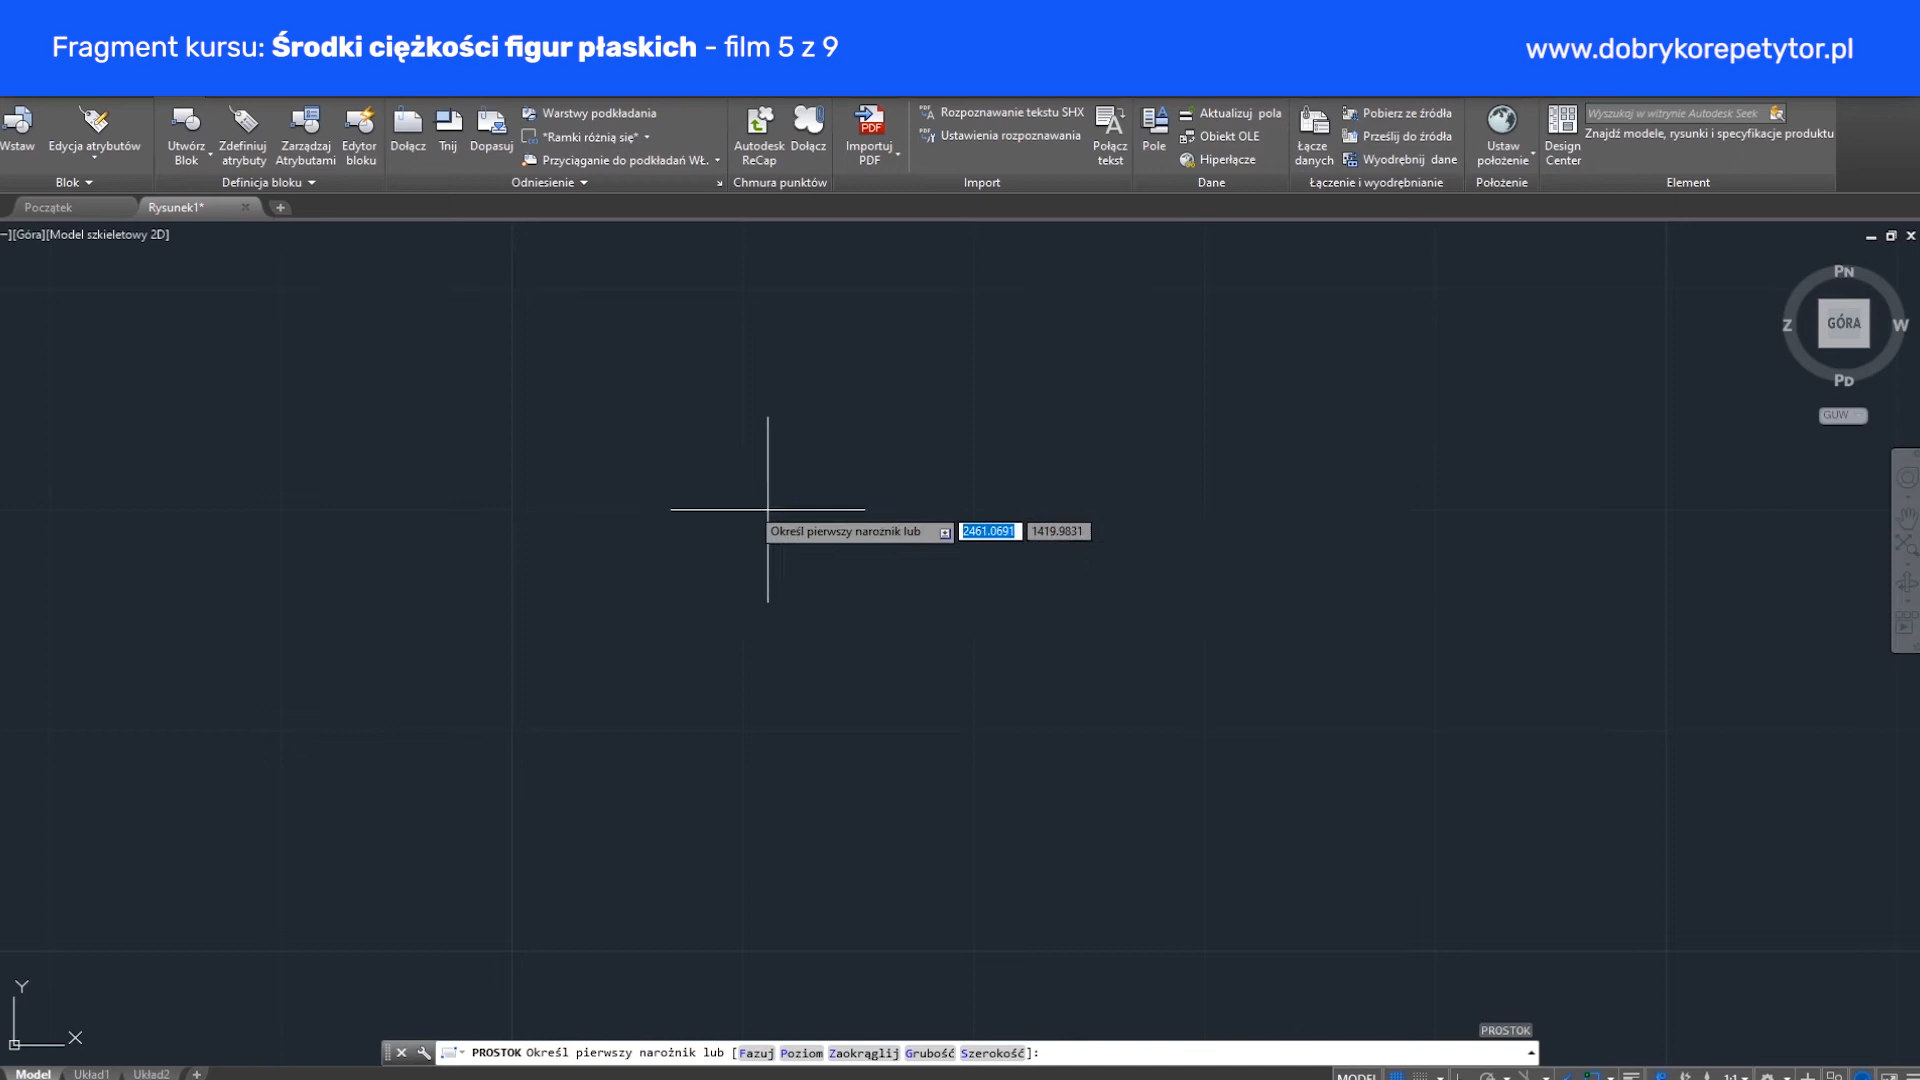 Fragment kursu: Środki ciężkości figur płaskich - film 5 z 9
www.dobrykorepetytor.pl
Wstaw
Edycja atrybutów
Blok
Utwórz Blok
Zdefiniuj atrybuty
Zarządzaj Atrybutami
Edytor bloku
Definicja bloku
Dołącz
Tnij
Dopasuj
Warstwy podkładania
*Ramki różnią się*
Przyciąganie do podkładań WŁ.
Odniesienie
Autodesk ReCap
Dołącz
Chmura punktów
PDF
Importuj PDF
Rozpoznawanie tekstu SHX
Ustawienia rozpoznawania
Połącz tekst
Import
Pole
Aktualizuj pola
Obiekt OLE
Hiperłącze
Dane
Łącze danych
Pobierz ze źródła
Prześlij do źródła
Wyodrębnij dane
Łączenie i wyodrębnianie
Ustaw położenie
Położenie
Design Center
Wyszukaj w witrynie Autodesk Seek
Znajdź modele, rysunki i specyfikacje produktu
Element
Początek
Rysunek1*
−][Góra][Model szkieletowy 2D]
PN
Z
GÓRA
W
PD
GUW
Określ pierwszy narożnik lub
2461.0691
1419.9831
Y
X
PROSTOK
PROSTOK Określ pierwszy narożnik lub [Fazuj Poziom Zaokrąglij Grubość Szerokość]:
Model
Układ1
Układ2
MODEL
1:1